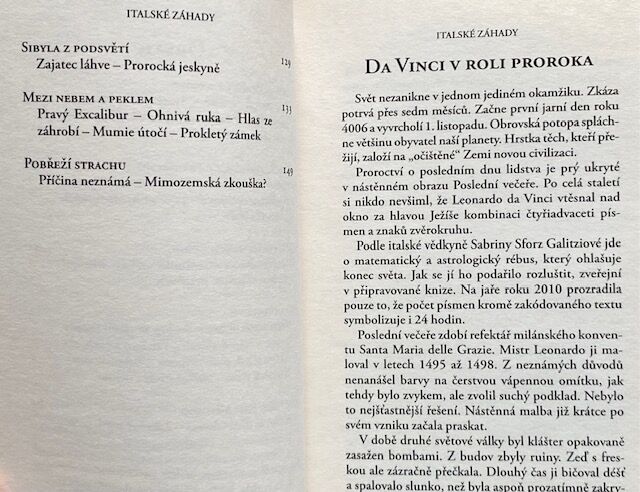 ITALSKÉ ZÁHADY
SIBYLA Z PODSVĚTÍ 129
Zajatec láhve – Prorocká jeskyně
MEZI NEBEM A PEKLEM 133
Pravý Excalibur – Ohnivá ruka – Hlas ze
záhrobí – Mumie útočí – Prokletý zámek
POBŘEŽÍ STRACHU 149
Příčina neznámá – Mimozemská zkouška?
ITALSKÉ ZÁHADY
DA VINCI V ROLI PROROKA
Svět nezanikne v jednom jediném okamžiku. Zkáza
potrvá přes sedm měsíců. Začne první jarní den roku
4006 a vyvrcholí 1. listopadu. Obrovská potopa splách-
ne většinu obyvatel naší planety. Hrstka těch, kteří pře-
žijí, založí na „očištěné“ Zemi novou civilizaci.
Proroctví o posledním dnu lidstva je prý ukryté
v nástěnném obrazu Poslední večeře. Po celá staletí
si nikdo nevšiml, že Leonardo da Vinci vtěsnal nad
okno za hlavou Ježíše kombinaci čtyřiadvaceti pís-
men a znaků zvěrokruhu.
Podle italské vědkyně Sabriny Sforz Galitziové jde
o matematický a astrologický rébus, který ohlašuje
konec světa. Jak se jí ho podařilo rozluštit, zveřejní
v připravované knize. Na jaře roku 2010 prozradila
pouze to, že počet písmen kromě zakódovaného textu
symbolizuje i 24 hodin.
Poslední večeře zdobí refektář milánského konven-
tu Santa Maria delle Grazie. Mistr Leonardo ji ma-
loval v letech 1495 až 1498. Z neznámých důvodů
nenanášel barvy na čerstvou vápennou omítku, jak
tehdy bylo zvykem, ale zvolil suchý podklad. Nebylo
to nejšťastnější řešení. Nástěnná malba již krátce po
svém vzniku začala praskat.
V době druhé světové války byl klášter opakovaně
zasažen bombami. Z budov zbyly ruiny. Zeď s fres-
kou ale zázračně přečkala. Dlouhý čas ji bičoval déšť
a spalovalo slunko, než byla aspoň prozatímně zakry-